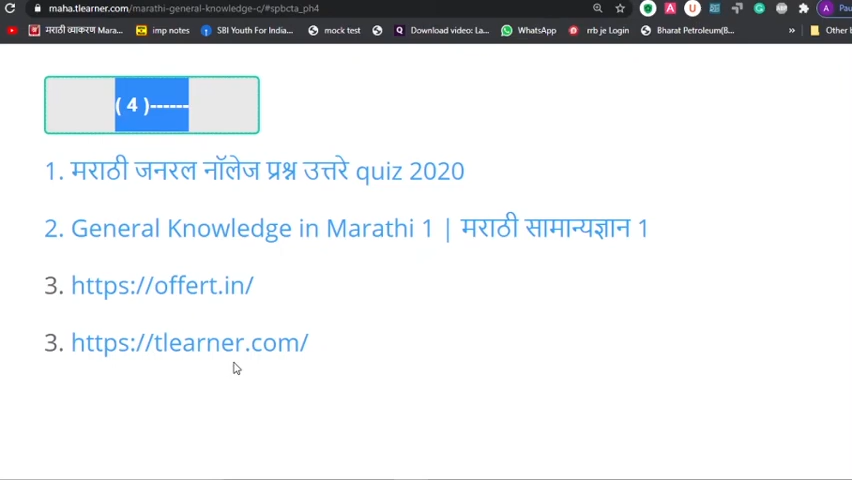 maha.tlearner.com/marathi-general-knowledge-c/#spbcta_ph4
A Pau
मराठी व्याकरण Mara... imp notes SBI Youth For Indi... mock test Download video: La... WhatsApp rrb je Login Bharat Petroleum(B... » Other b
( 4 )------
1. मराठी जनरल नॉलेज प्रश्न उत्तरे quiz 2020
2. General Knowledge in Marathi 1 | मराठी सामान्यज्ञान 1
3. https://offert.in/
3. https://tlearner.com/